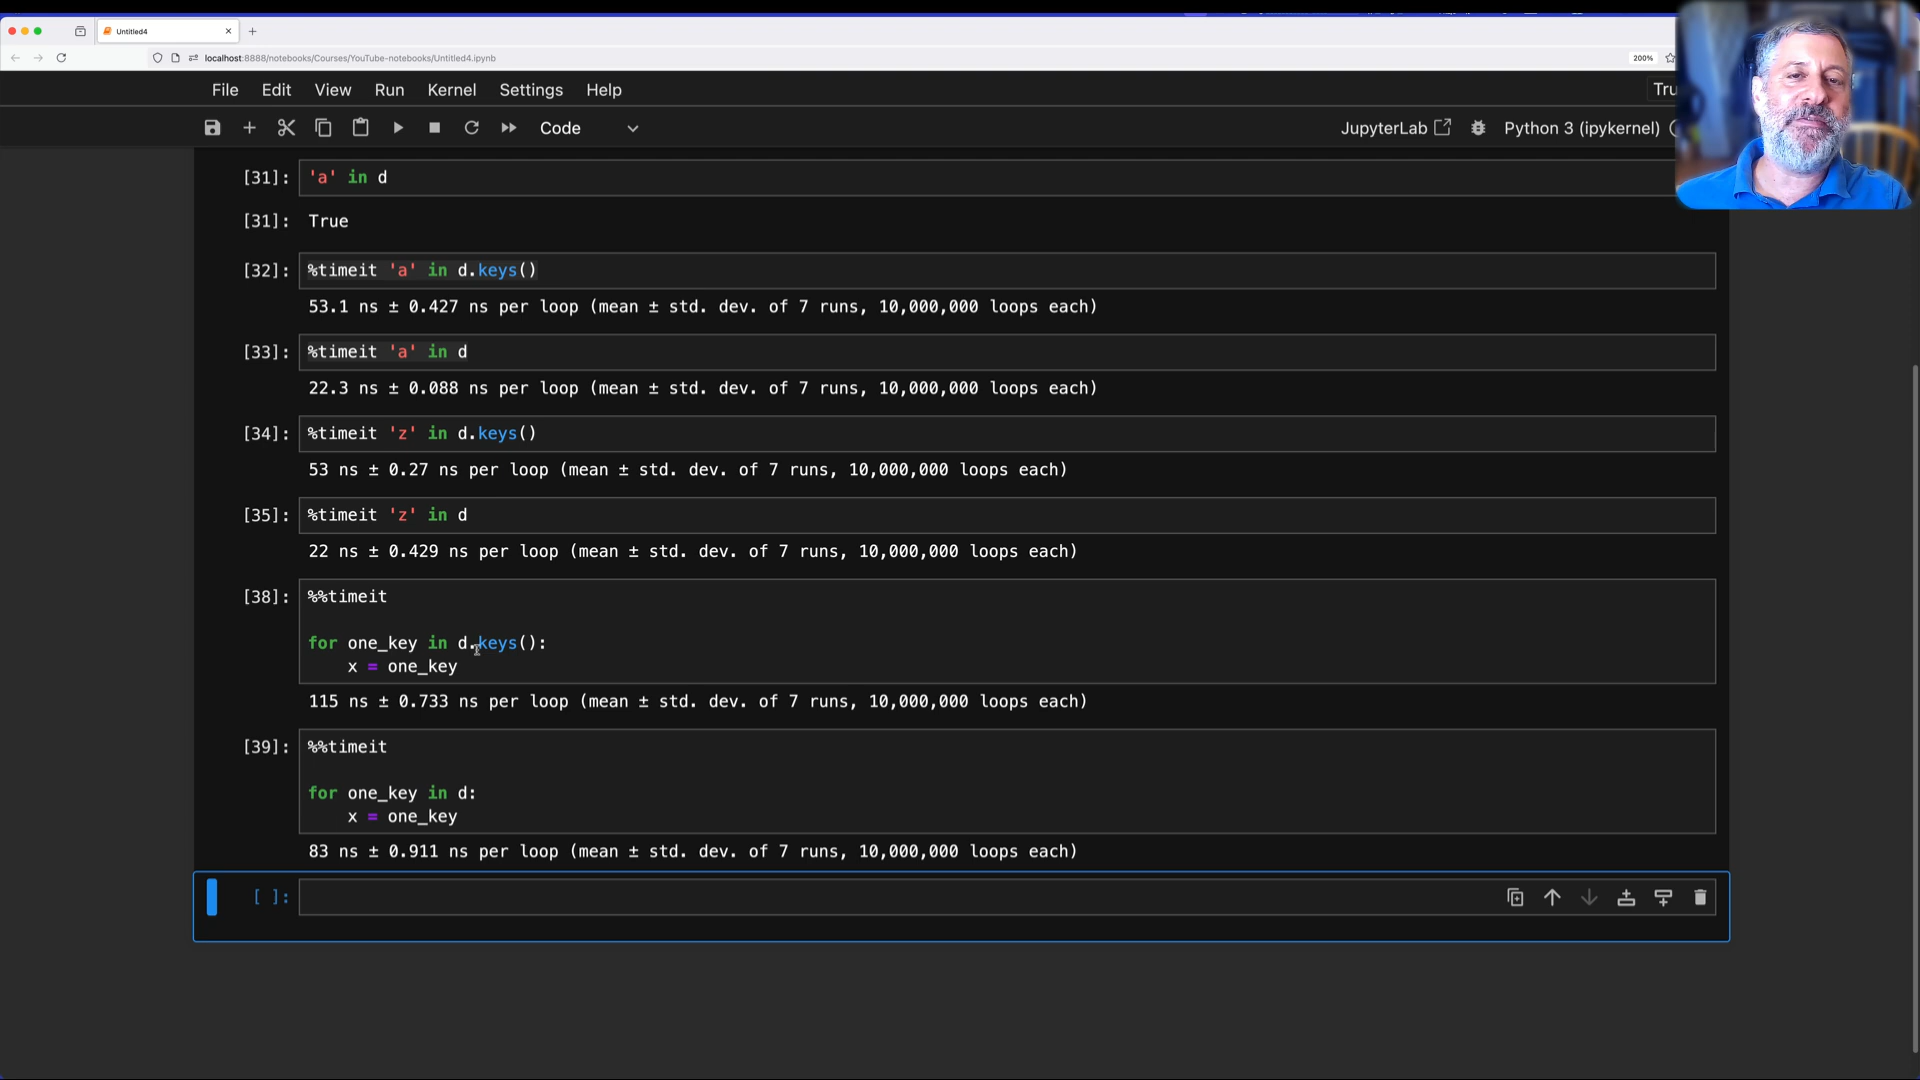 Untitled4
localhost:8888/notebooks/Courses/YouTube-notebooks/Untitled4.ipynb
200%
File Edit View Run Kernel Settings Help
Tru
Code
JupyterLab
Python 3 (ipykernel)
[31]: 'a' in d
[31]: True
[32]: %timeit 'a' in d.keys()
53.1 ns ± 0.427 ns per loop (mean ± std. dev. of 7 runs, 10,000,000 loops each)
[33]: %timeit 'a' in d
22.3 ns ± 0.088 ns per loop (mean ± std. dev. of 7 runs, 10,000,000 loops each)
[34]: %timeit 'z' in d.keys()
53 ns ± 0.27 ns per loop (mean ± std. dev. of 7 runs, 10,000,000 loops each)
[35]: %timeit 'z' in d
22 ns ± 0.429 ns per loop (mean ± std. dev. of 7 runs, 10,000,000 loops each)
[38]: %%timeit
for one_key in d.keys():
x = one_key
115 ns ± 0.733 ns per loop (mean ± std. dev. of 7 runs, 10,000,000 loops each)
[39]: %%timeit
for one_key in d:
x = one_key
83 ns ± 0.911 ns per loop (mean ± std. dev. of 7 runs, 10,000,000 loops each)
[ ]: